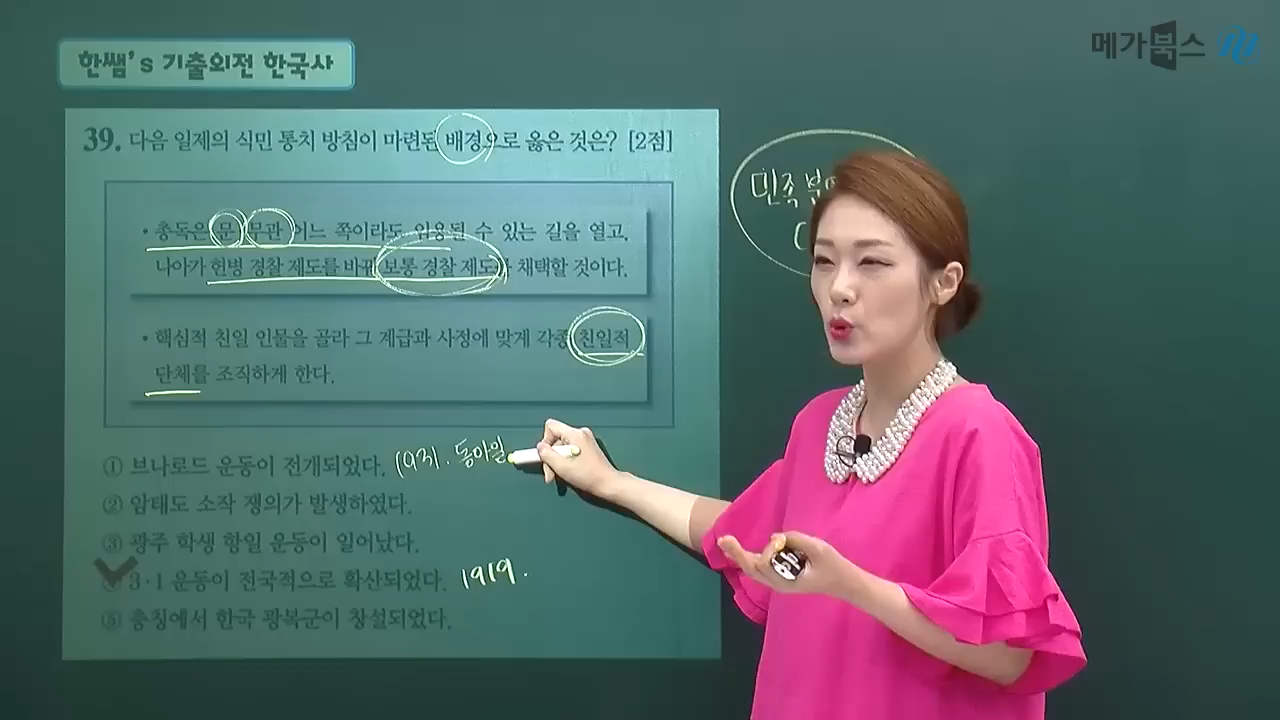 한쌤's 기출외전 한국사
메가북스
39. 다음 일제의 식민 통치 방침이 마련된 배경으로 옳은 것은? [2점]
• 총독은 문 무관 어느 쪽이라도 임용될 수 있는 길을 열고,
나아가 헌병 경찰 제도를 바꿔 보통 경찰 제도를 채택할 것이다.
• 핵심적 친일 인물을 골라 그 계급과 사정에 맞게 각종 친일적
단체를 조직하게 한다.
① 브나로드 운동이 전개되었다. 1931. 동아일
② 암태도 소작 쟁의가 발생하였다.
③ 광주 학생 항일 운동이 일어났다.
3·1 운동이 전국적으로 확산되었다. 1919.
⑤ 충칭에서 한국 광복군이 창설되었다.
민족